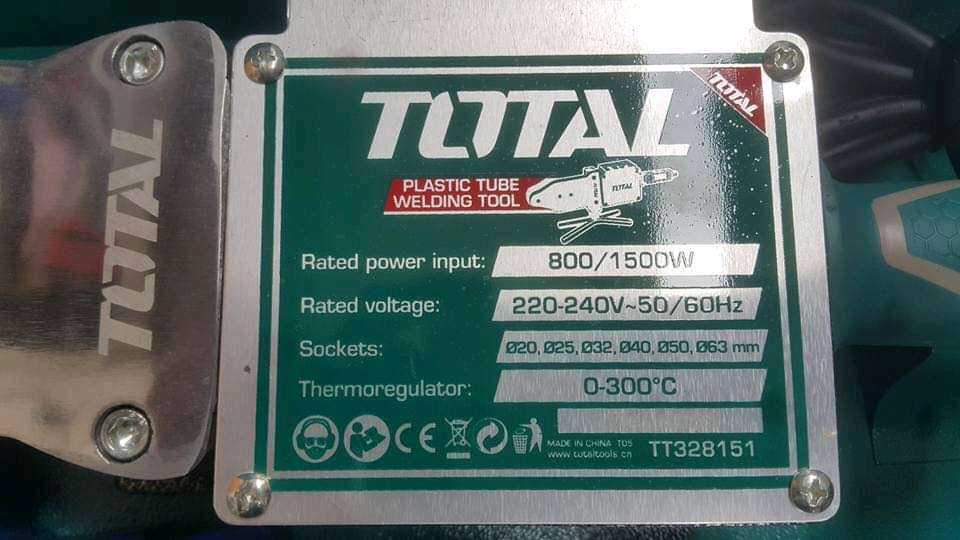 TOTAL
TOTAL
TOTAL
PLASTIC TUBE
WELDING TOOL
TOTAL
Rated power input: 800/1500W
Rated voltage: 220-240V~50/60Hz
Sockets: Ø20, Ø25, Ø32, Ø40, Ø50, Ø63 mm
Thermoregulator: 0-300°C
CE
MADE IN CHINA T05
www.totaltools.cn
TT328151